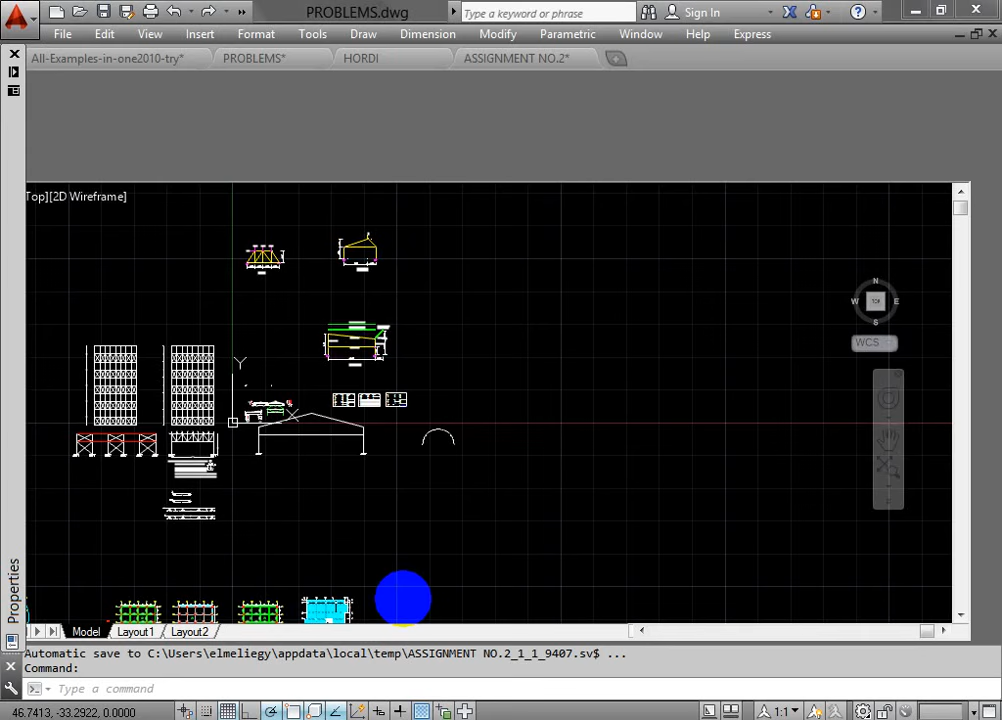 PROBLEMS.dwg
Type a keyword or phrase
Sign In
File Edit View Insert Format Tools Draw Dimension Modify Parametric Window Help Express
All-Examples-in-one2010-try* PROBLEMS* HORDI ASSIGNMENT NO.2*
Top][2D Wireframe]
N
W E
S
TOP
WCS
Y
X
Properties
Model Layout1 Layout2
Automatic save to C:\Users\elmeliegy\appdata\local\temp\ASSIGNMENT NO.2_1_1_9407.sv$ ...
Command:
Type a command
46.7413, -33.2922, 0.0000
1:1